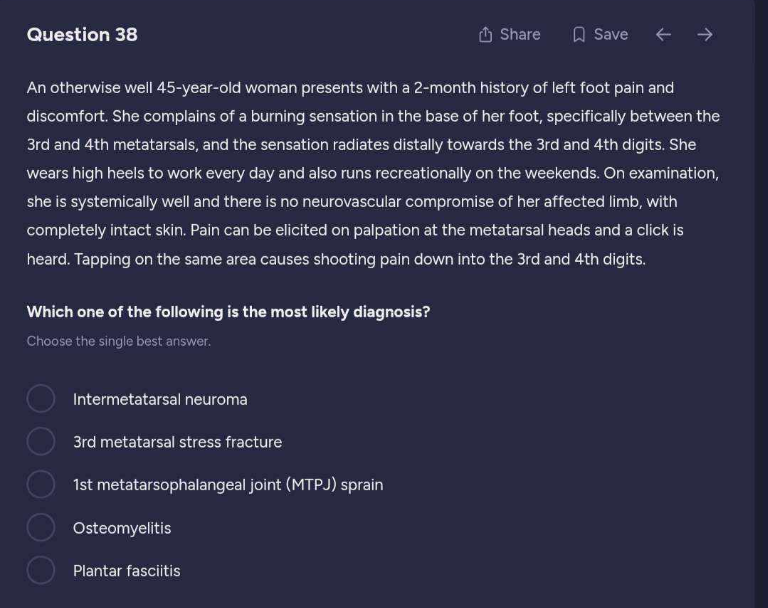 Question 38
Share
Save
An otherwise well 45-year-old woman presents with a 2-month history of left foot pain and
discomfort. She complains of a burning sensation in the base of her foot, specifically between the
3rd and 4th metatarsals, and the sensation radiates distally towards the 3rd and 4th digits. She
wears high heels to work every day and also runs recreationally on the weekends. On examination,
she is systemically well and there is no neurovascular compromise of her affected limb, with
completely intact skin. Pain can be elicited on palpation at the metatarsal heads and a click is
heard. Tapping on the same area causes shooting pain down into the 3rd and 4th digits.
Which one of the following is the most likely diagnosis?
Choose the single best answer.
Intermetatarsal neuroma
3rd metatarsal stress fracture
1st metatarsophalangeal joint (MTPJ) sprain
Osteomyelitis
Plantar fasciitis